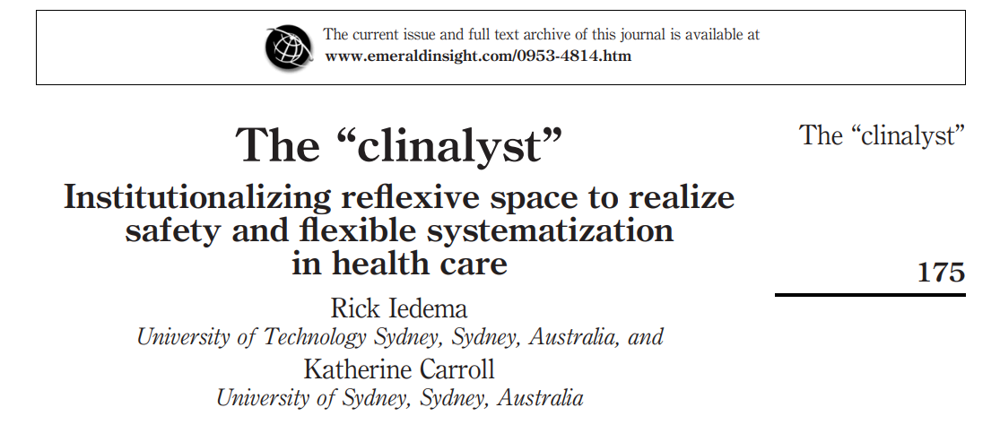 The current issue and full text archive of this journal is available at
www.emeraldinsight.com/0953-4814.htm
The “clinalyst”
Institutionalizing reflexive space to realize
safety and flexible systematization
in health care
Rick Iedema
University of Technology Sydney, Sydney, Australia, and
Katherine Carroll
University of Sydney, Sydney, Australia
The “clinalyst”
175